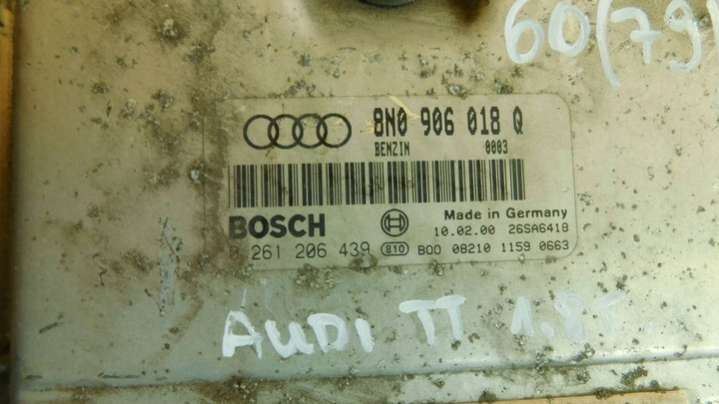 60(79)
8N0 906 018 Q
BENZIN 0003
BOSCH
Made in Germany
10.02.00 26SA6418
0 261 206 439 810 B00 08210 1159 0663
AUDI TT 1.8T